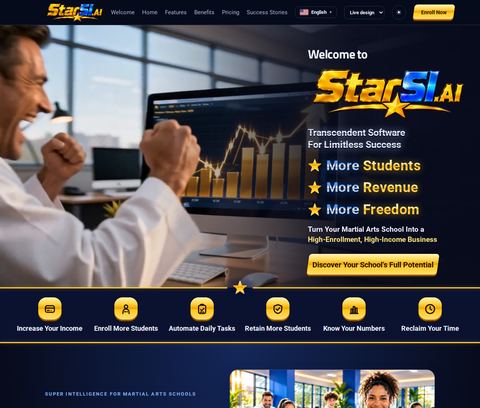 StarSI.AI
Welcome
Home
Features
Benefits
Pricing
Success Stories
English
Live design
Enroll Now
Welcome to
StarSI.AI
Transcendent Software
For Limitless Success
More Students
More Revenue
More Freedom
Turn Your Martial Arts School Into a
High-Enrollment, High-Income Business
Discover Your School's Full Potential
Increase Your Income
Enroll More Students
Automate Daily Tasks
Retain More Students
Know Your Numbers
Reclaim Your Time
SUPER INTELLIGENCE FOR MARTIAL ARTS SCHOOLS